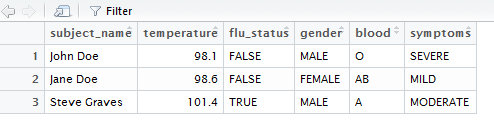 Filter
subject_name temperature flu_status gender blood symptoms
1 John Doe 98.1 FALSE MALE O SEVERE
2 Jane Doe 98.6 FALSE FEMALE AB MILD
3 Steve Graves 101.4 TRUE MALE A MODERATE